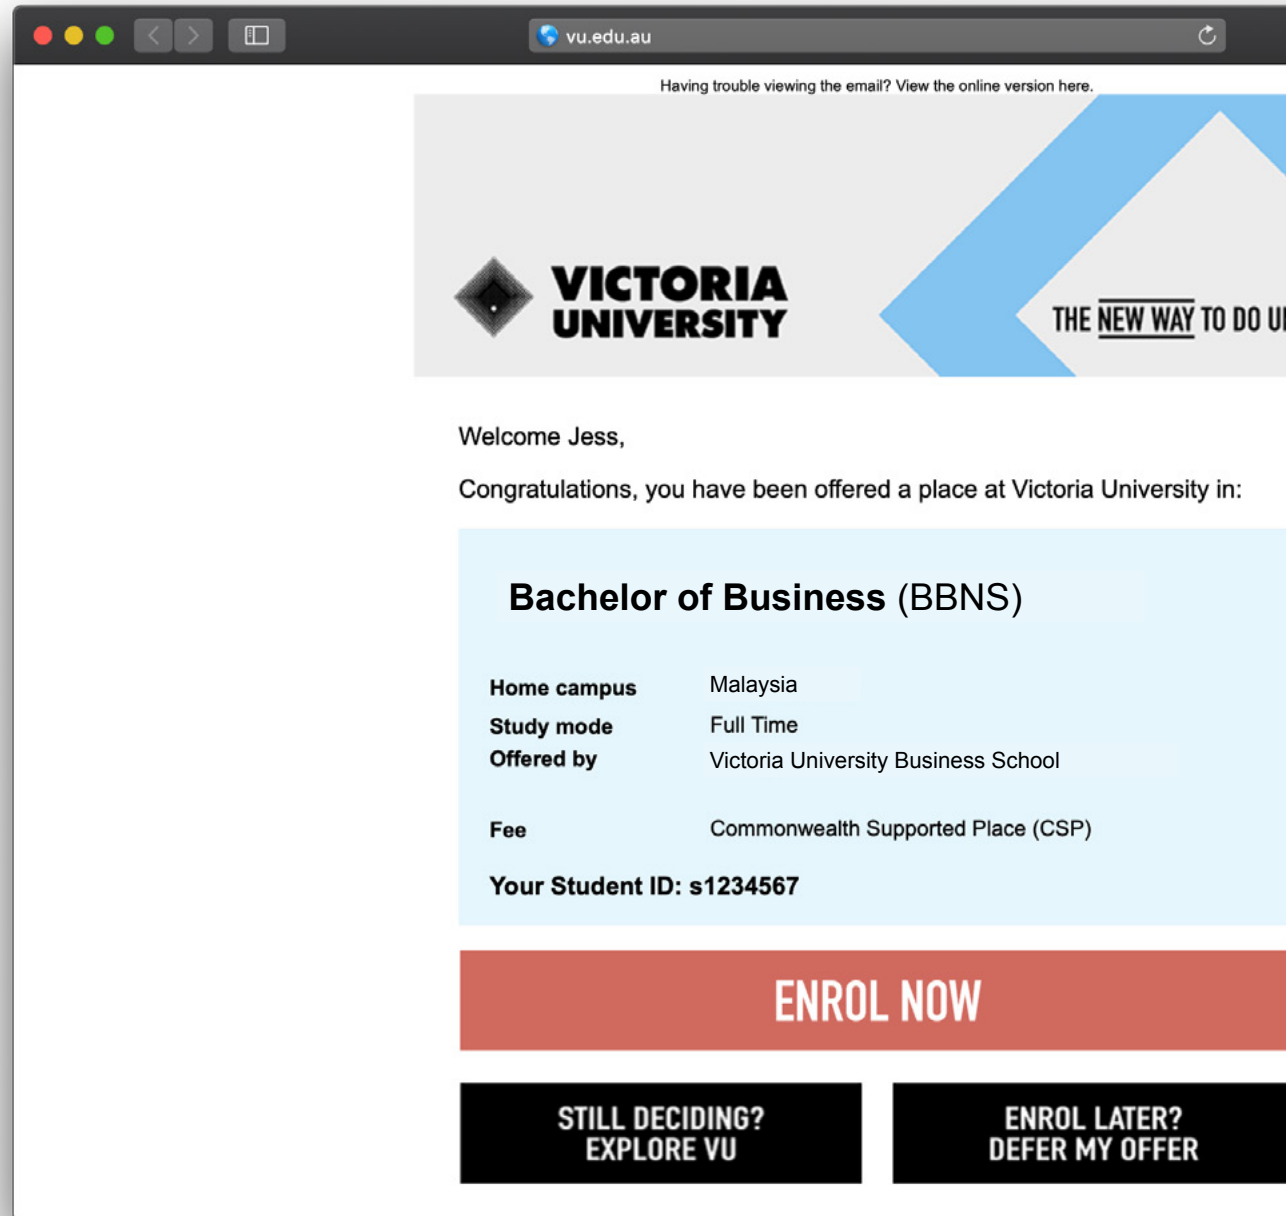 vu.edu.au
Having trouble viewing the email? View the online version here.
VICTORIA
UNIVERSITY
THE NEW WAY TO DO
Welcome Jess,
Congratulations, you have been offered a place at Victoria University in:
Bachelor of Business (BBNS)
Home campus Malaysia
Study mode Full Time
Offered by Victoria University Business School
Fee Commonwealth Supported Place (CSP)
Your Student ID: s1234567
ENROL NOW
STILL DECIDING?
EXPLORE VU
ENROL LATER?
DEFER MY OFFER